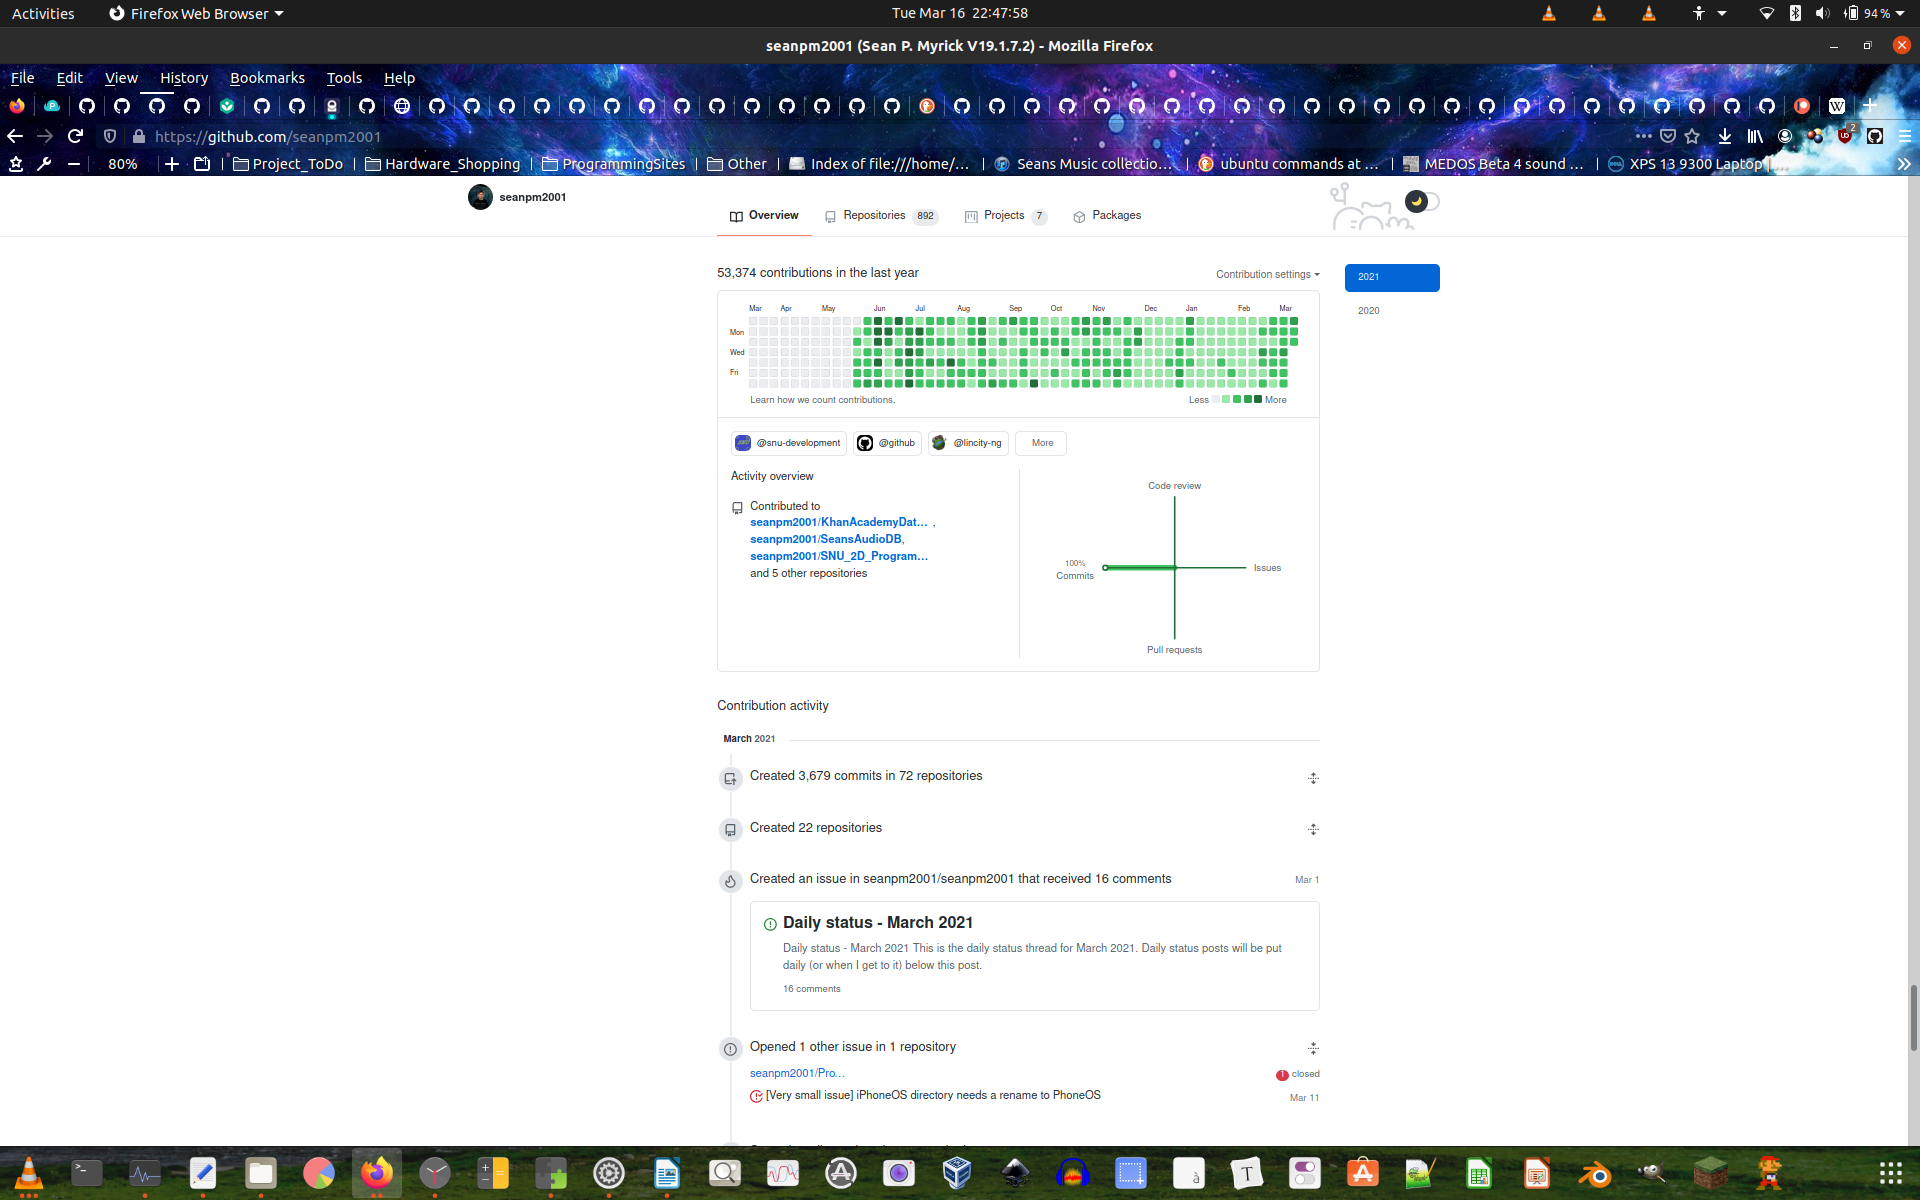 Activities
Firefox Web Browser
Tue Mar 16 22:47:58
94 %
seanpm2001 (Sean P. Myrick V19.1.7.2) - Mozilla Firefox
File Edit View History Bookmarks Tools Help
https://github.com/seanpm2001
2
80%
Project_ToDo
Hardware_Shopping
ProgrammingSites
Other
Index of file:///home/...
Seans Music collectio...
ubuntu commands at ...
MEDOS Beta 4 sound ...
XPS 13 9300 Laptop
seanpm2001
Overview
Repositories 892
Projects 7
Packages
53,374 contributions in the last year
Contribution settings
2021
2020
Mar Apr May Jun Jul Aug Sep Oct Nov Dec Jan Feb Mar
Mon
Wed
Fri
Learn how we count contributions.
Less More
@snu-development
@github
@lincity-ng
More
Activity overview
Contributed to
seanpm2001/KhanAcademyDat... ,
seanpm2001/SeansAudioDB,
seanpm2001/SNU_2D_Program...
and 5 other repositories
Code review
100%
Commits
Issues
Pull requests
Contribution activity
March 2021
Created 3,679 commits in 72 repositories
Created 22 repositories
Created an issue in seanpm2001/seanpm2001 that received 16 comments
Mar 1
Daily status - March 2021
Daily status - March 2021 This is the daily status thread for March 2021. Daily status posts will be put
daily (or when I get to it) below this post.
16 comments
Opened 1 other issue in 1 repository
seanpm2001/Pro...
1 closed
[Very small issue] iPhoneOS directory needs a rename to PhoneOS
Mar 11